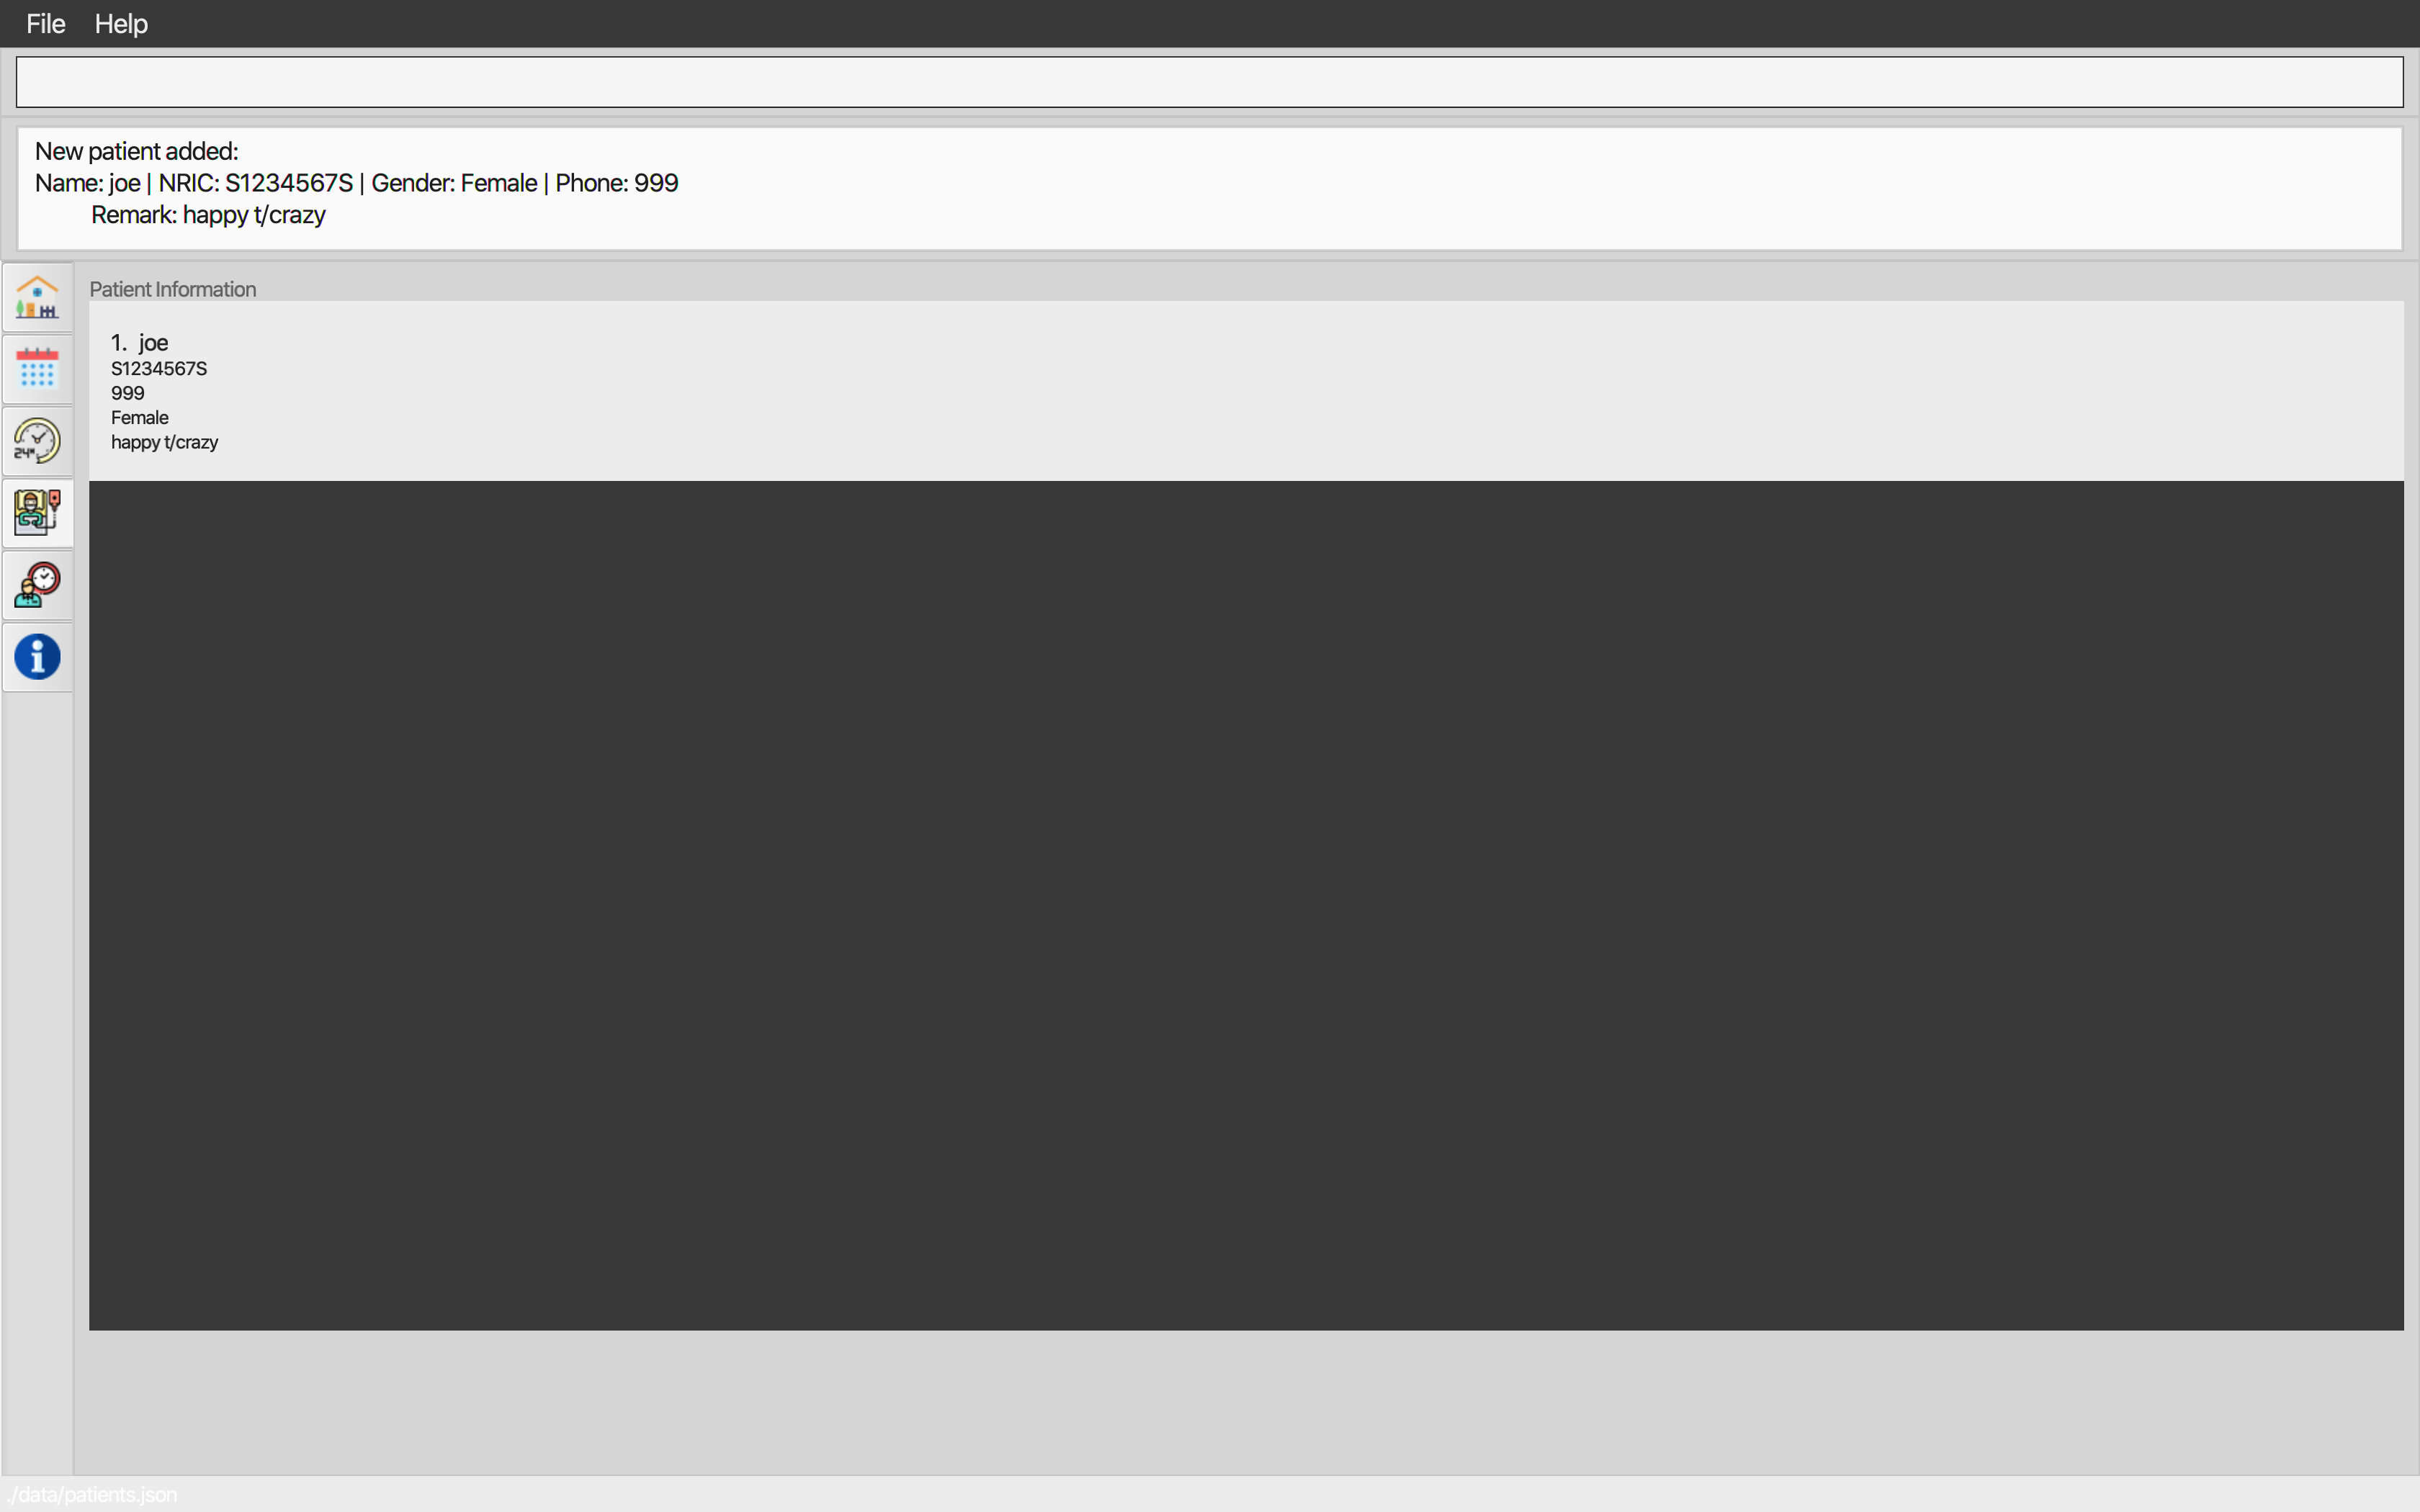 File Help
New patient added:
Name: joe | NRIC: S1234567S | Gender: Female | Phone: 999
Remark: happy t/crazy
Patient Information
1. joe
S1234567S
999
Female
happy t/crazy
24H
./data/patients.json